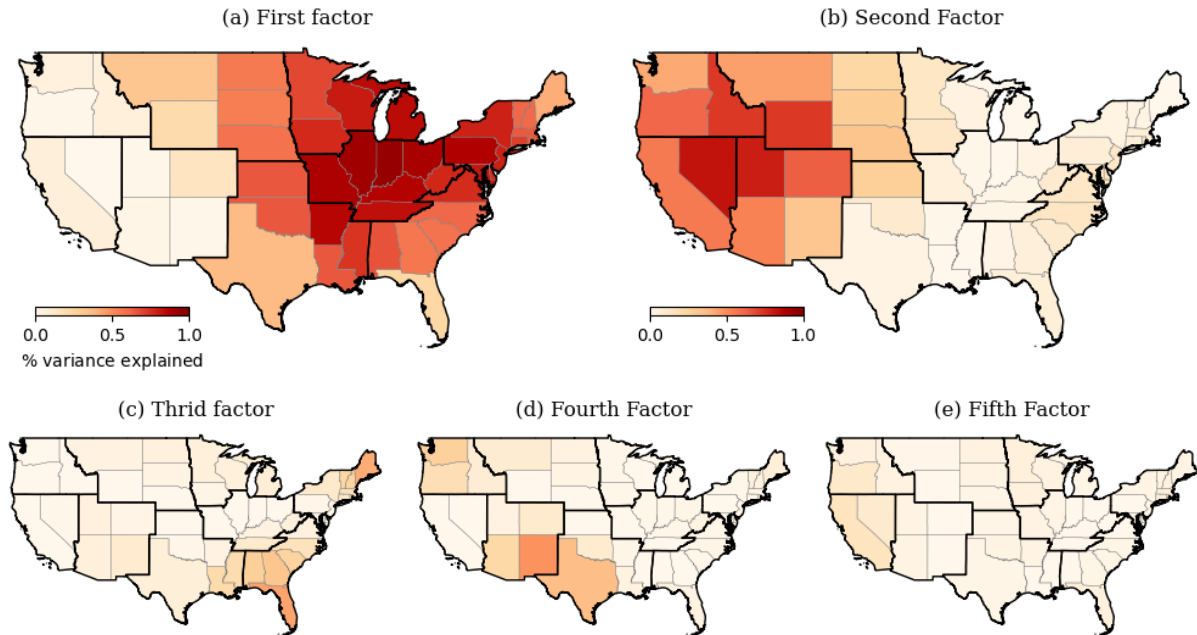 (a) First factor
(b) Second Factor
0.0 0.5 1.0
% variance explained
0.0 0.5 1.0
(c) Thrid factor
(d) Fourth Factor
(e) Fifth Factor